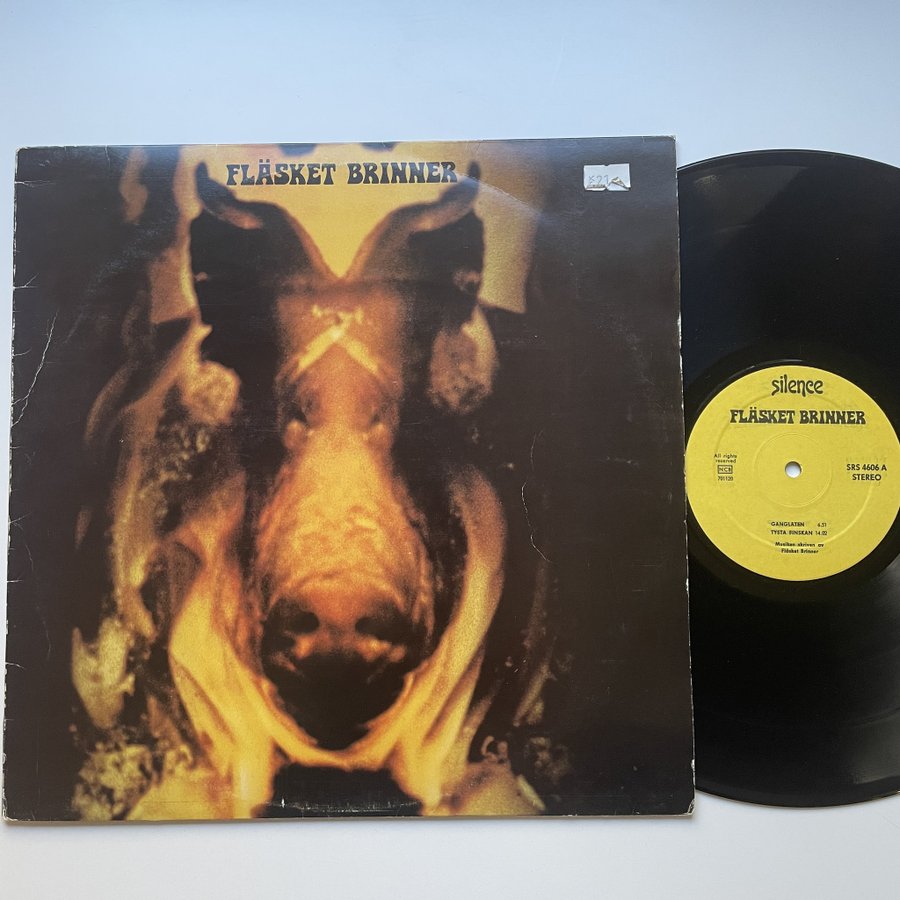 FLÄSKET BRINNER
silence
FLÄSKET BRINNER
All rights
reserved
NCB
701120
SRS 4606 A
STEREO
GÅNGLÅTEN 6.51
TYSTA FINSKAN 14.02
Musiken skriven av
Fläsket Brinner